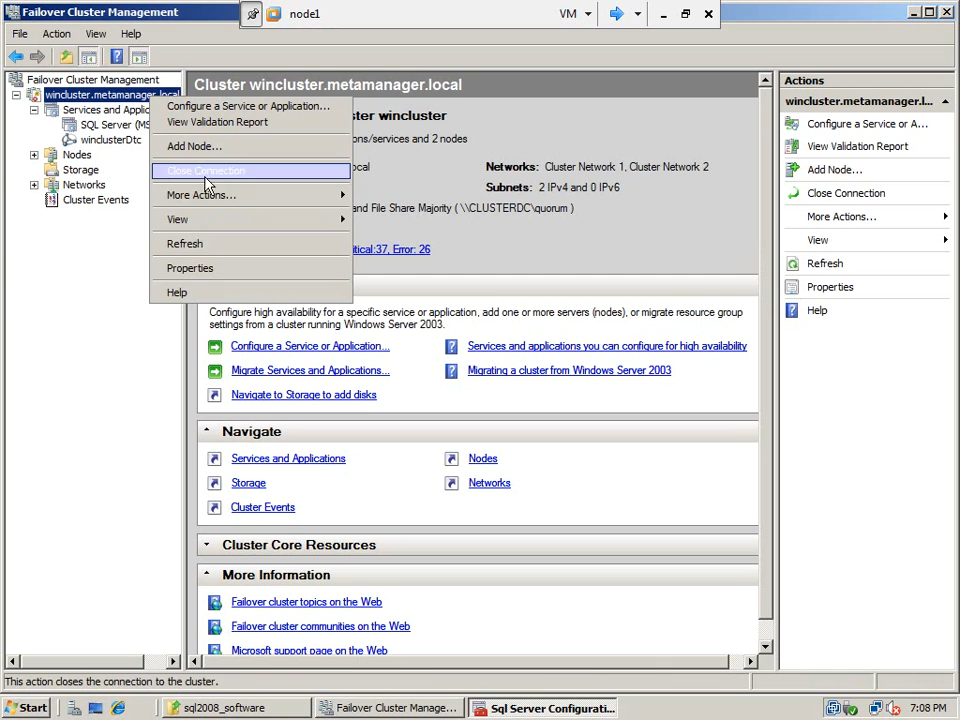 Failover Cluster Management
node1
VM
File Action View Help
Failover Cluster Management
wincluster.metamanager.local
Services and Applic
SQL Server (MS
winclusterDtc
Nodes
Storage
Networks
Cluster Events
Configure a Service or Application...
View Validation Report
Add Node...
Close Connection
More Actions...
View
Refresh
Properties
Help
Cluster wincluster.metamanager.local
ster wincluster
ons/services and 2 nodes
ocal
Networks: Cluster Network 1, Cluster Network 2
Subnets: 2 IPv4 and 0 IPv6
and File Share Majority ( \\CLUSTERDC\quorum )
itical:37, Error: 26
Configure high availability for a specific service or application, add one or more servers (nodes), or migrate resource group
settings from a cluster running Windows Server 2003.
Configure a Service or Application...
Services and applications you can configure for high availability
Migrate Services and Applications...
Migrating a cluster from Windows Server 2003
Navigate to Storage to add disks
Navigate
Services and Applications
Nodes
Storage
Networks
Cluster Events
Cluster Core Resources
More Information
Failover cluster topics on the Web
Failover cluster communities on the Web
Microsoft support page on the Web
Actions
wincluster.metamanager.l...
Configure a Service or A...
View Validation Report
Add Node...
Close Connection
More Actions...
View
Refresh
Properties
Help
This action closes the connection to the cluster.
Start
sql2008_software
Failover Cluster Manage...
Sql Server Configurati...
7:08 PM